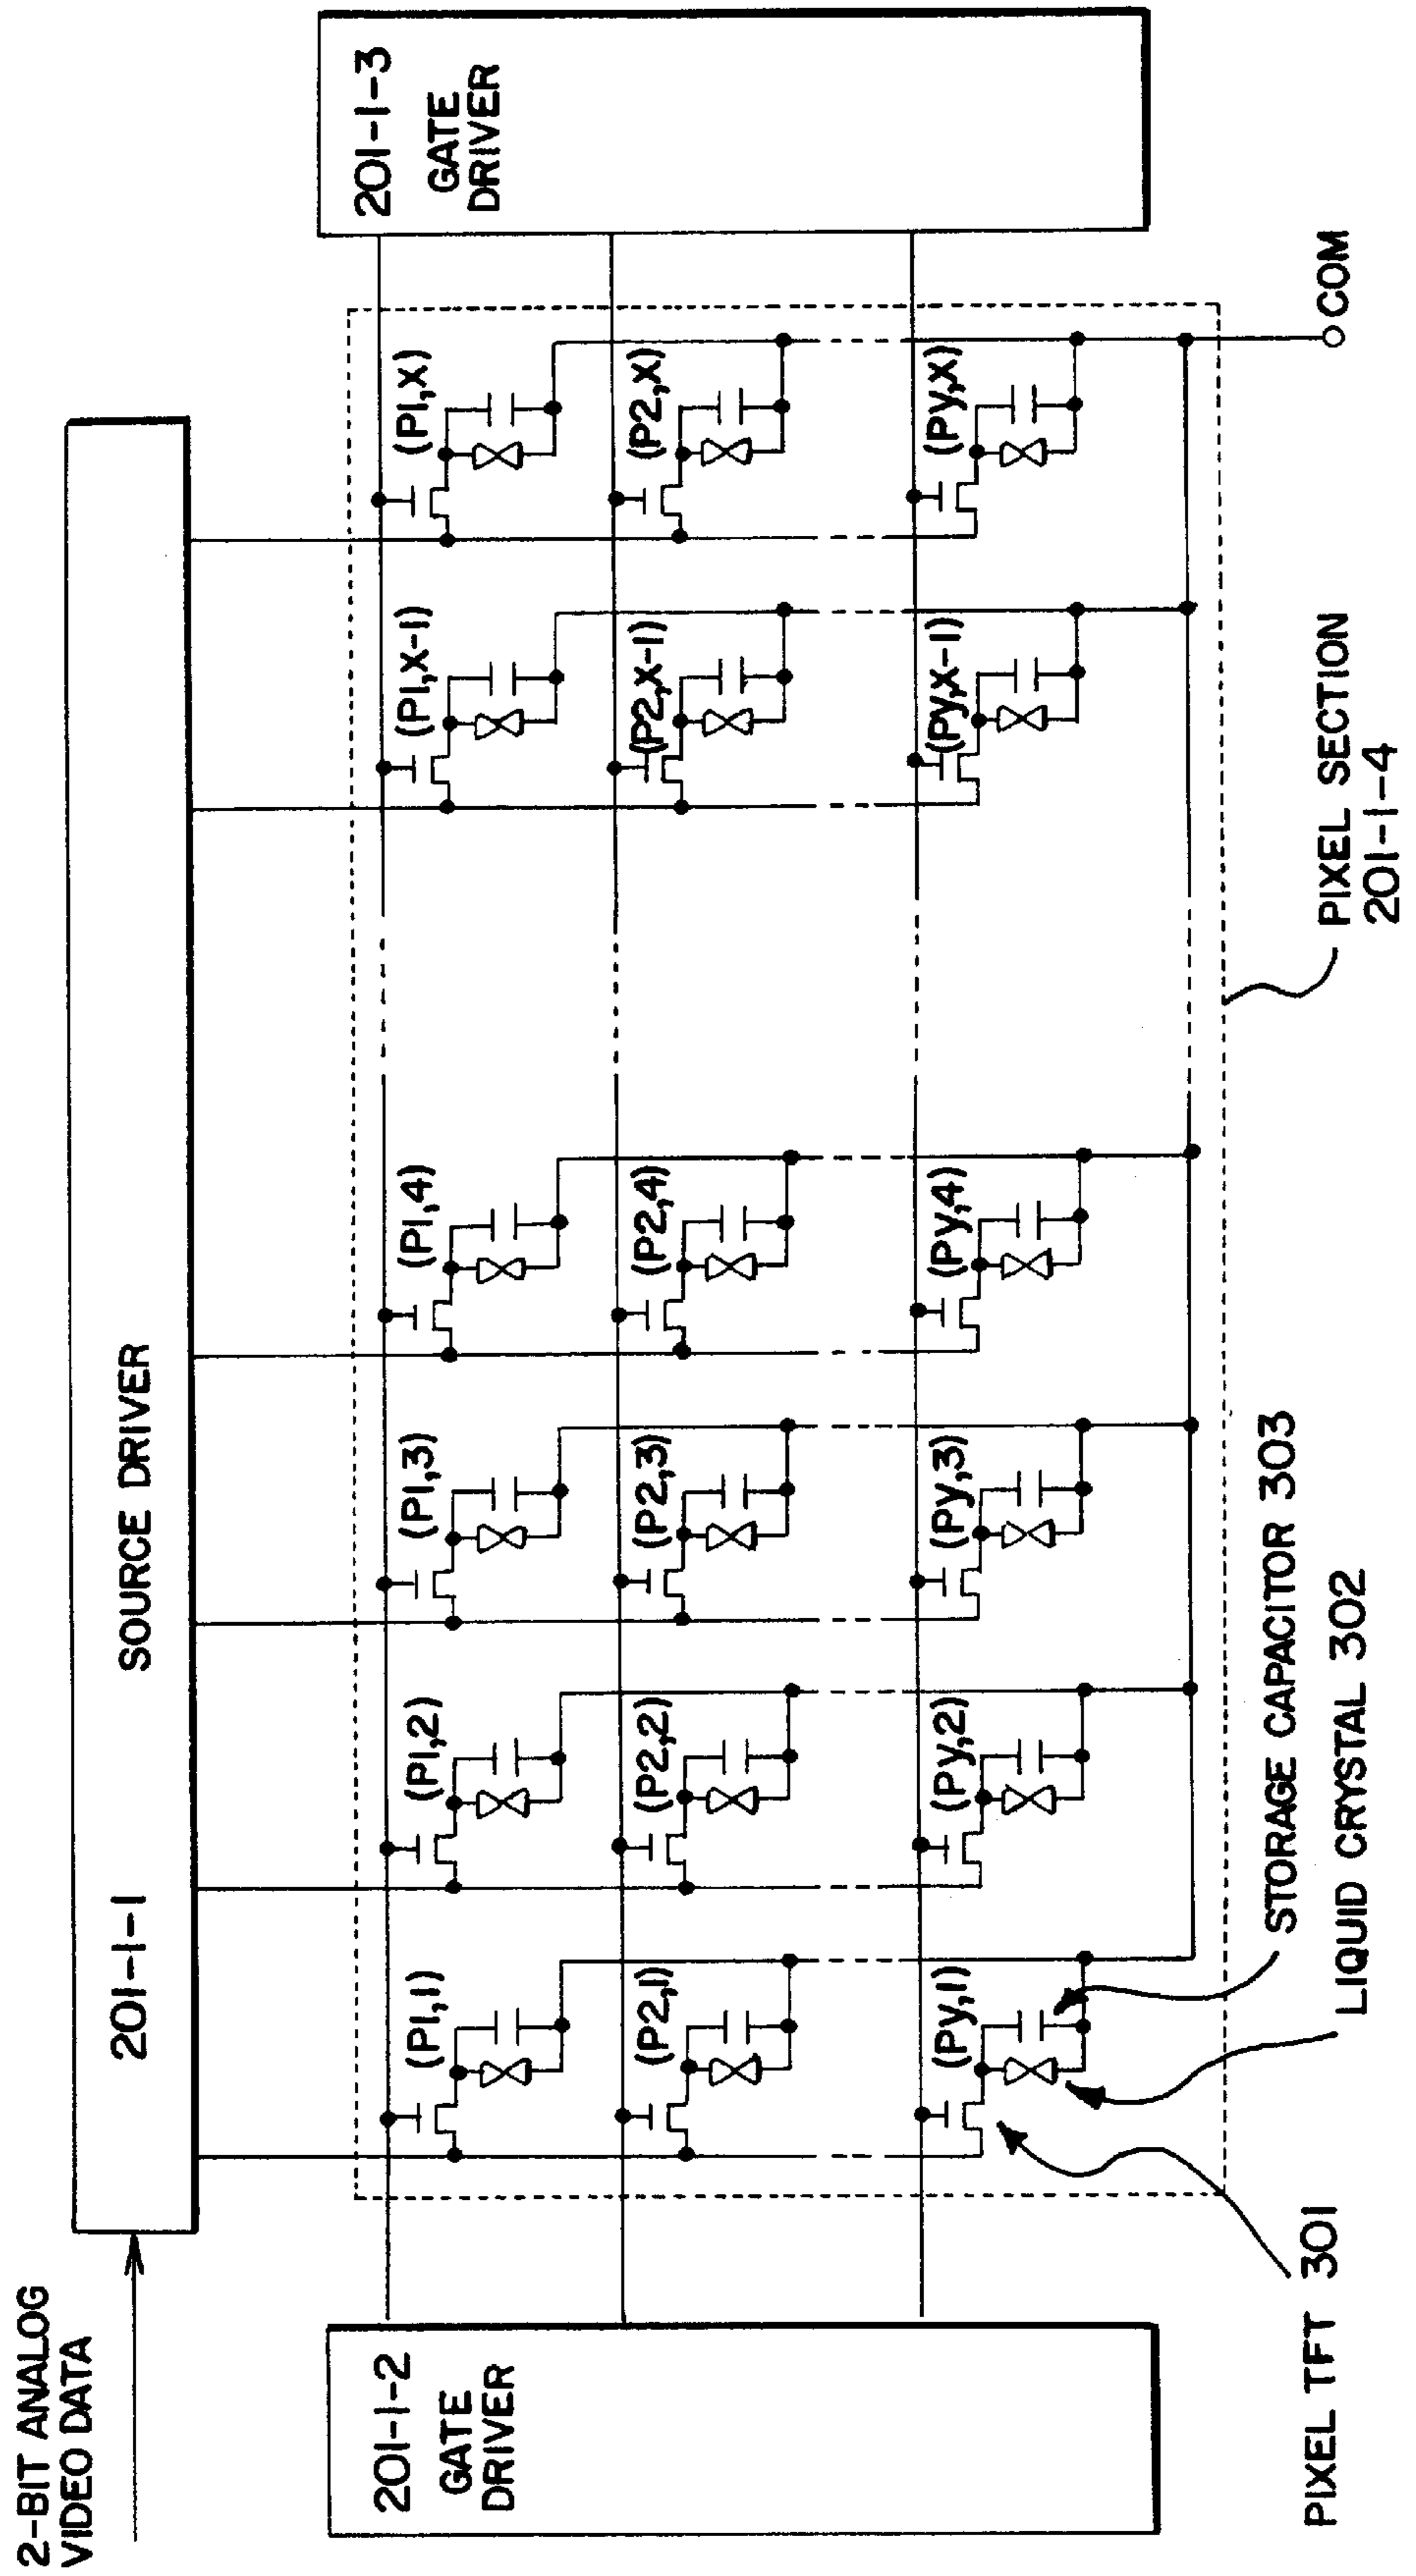 2-BIT ANALOG
VIDEO DATA
201-1-1
SOURCE DRIVER
201-1-2
GATE
DRIVER
201-1-3
GATE
DRIVER
(P1,1)
(P1,2)
(P1,3)
(P1,4)
(P1,X-1)
(P1,X)
(P2,1)
(P2,2)
(P2,3)
(P2,4)
(P2,X-1)
(P2,X)
(Py,1)
(Py,2)
(Py,3)
(Py,4)
(Py,X-1)
(Py,X)
COM
PIXEL TFT 301
STORAGE CAPACITOR 303
LIQUID CRYSTAL 302
PIXEL SECTION
201-1-4